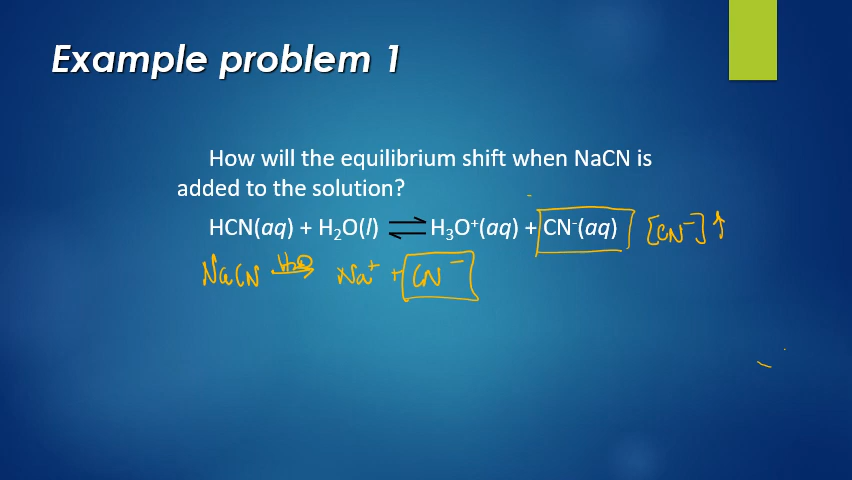 Example problem 1
How will the equilibrium shift when NaCN is
added to the solution?
HCN(aq) + H₂O(l) ⇌ H₃O⁺(aq) + CN⁻(aq) [CN⁻]↑
NaCN H₂O → Na⁺ + CN⁻